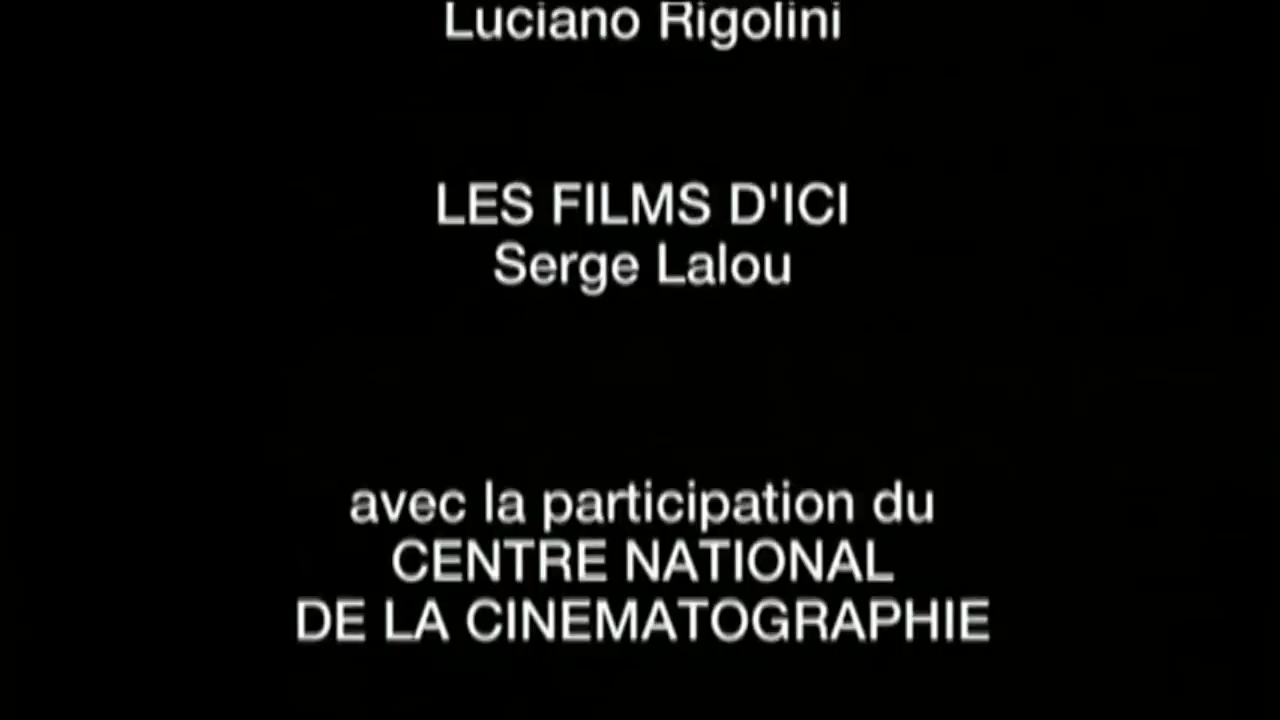 Luciano Rigolini
LES FILMS D'ICI
Serge Lalou
avec la participation du
CENTRE NATIONAL
DE LA CINEMATOGRAPHIE